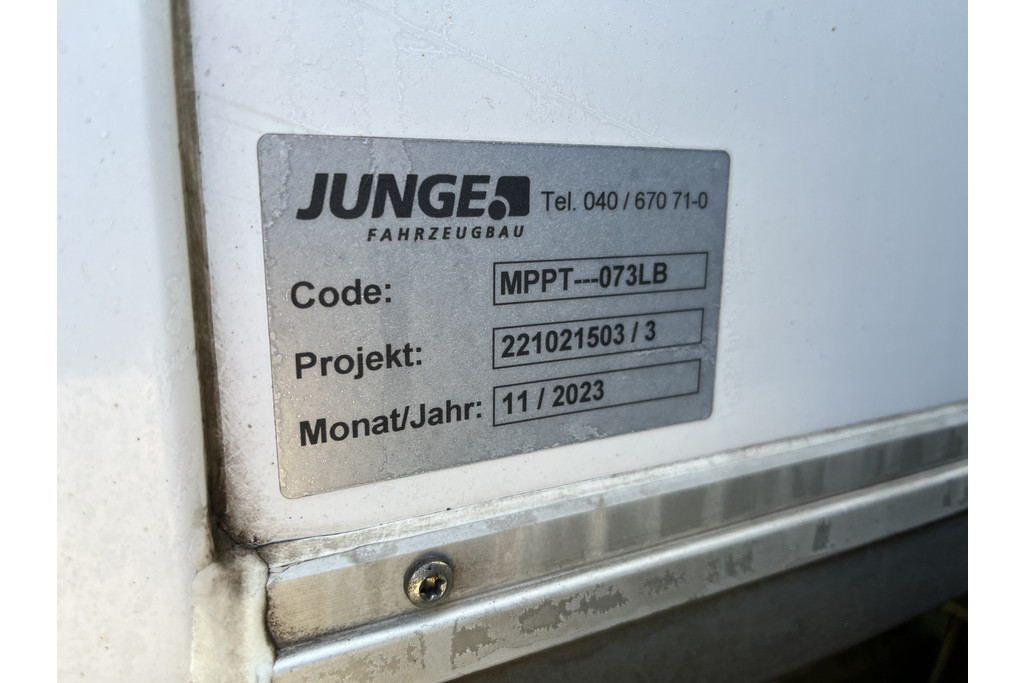 JUNGE. Tel. 040 / 670 71-0
FAHRZEUGBAU
Code: MPPT---073LB
Projekt: 221021503 / 3
Monat/Jahr: 11 / 2023